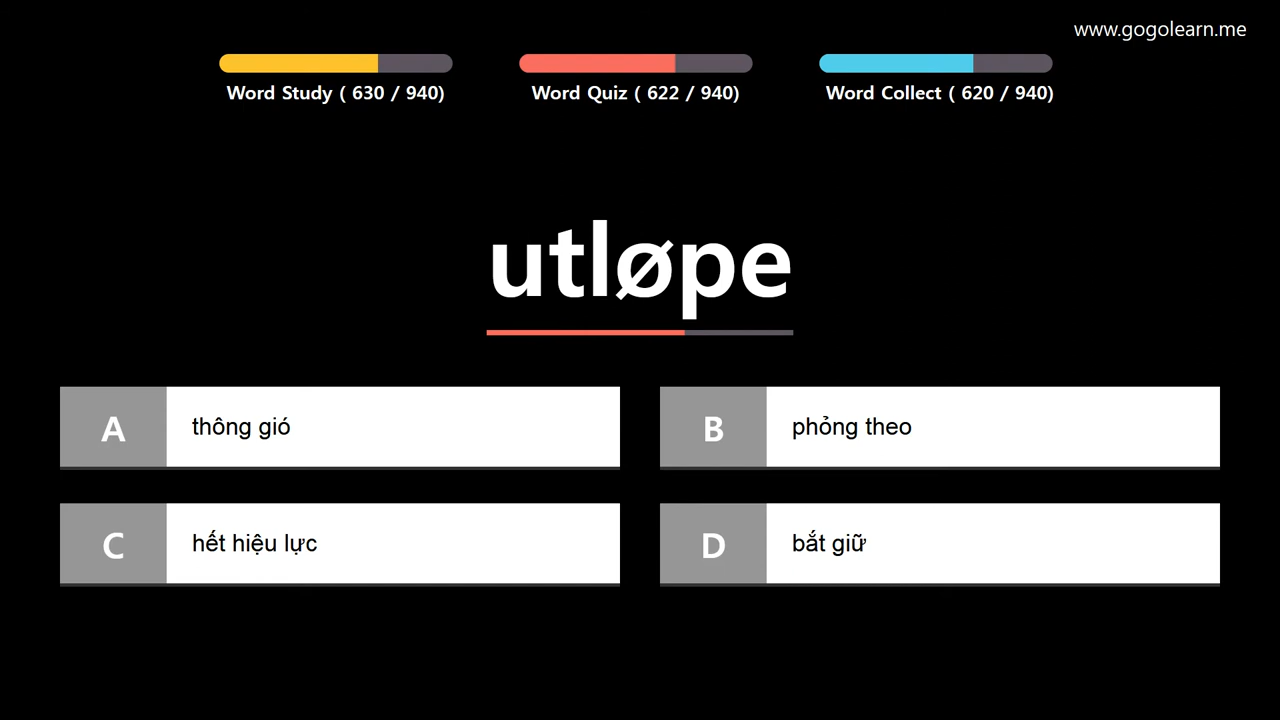 www.gogolearn.me
Word Study ( 630 / 940)
Word Quiz ( 622 / 940)
Word Collect ( 620 / 940)
utløpe
A thông gió
B phỏng theo
C hết hiệu lực
D bắt giữ